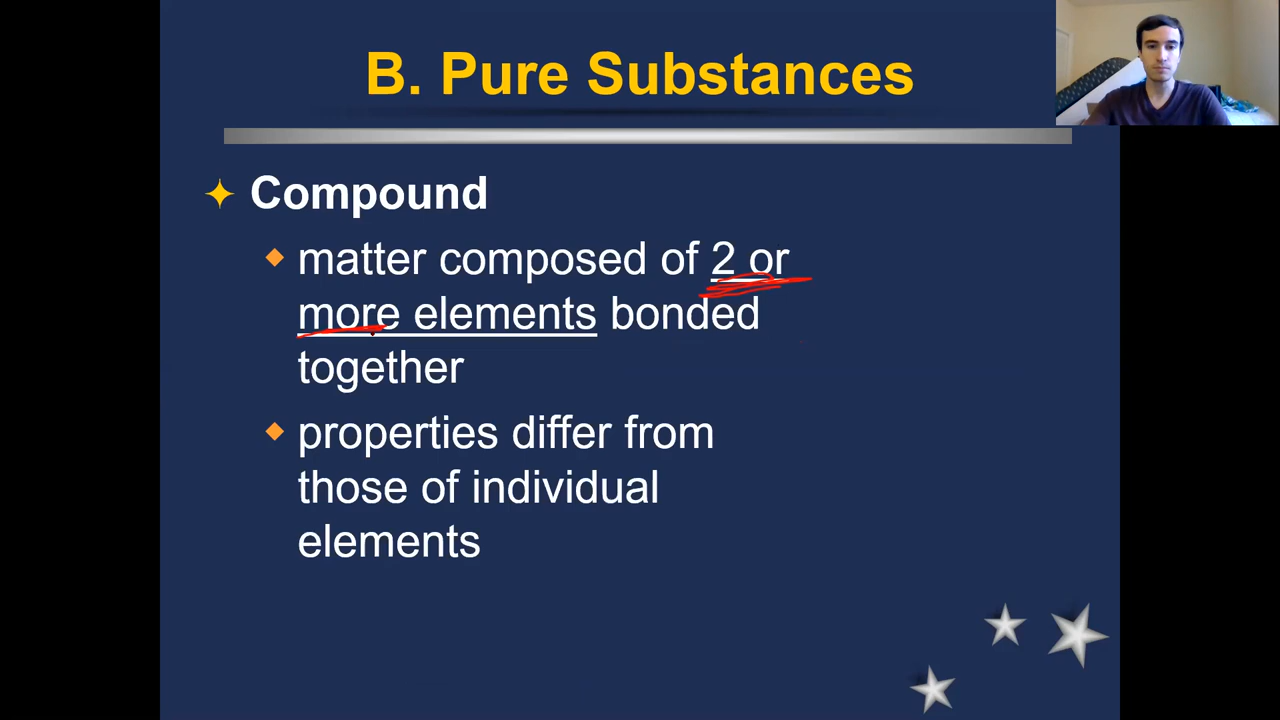 B. Pure Substances
Compound
matter composed of 2 or
more elements bonded
together
properties differ from
those of individual
elements